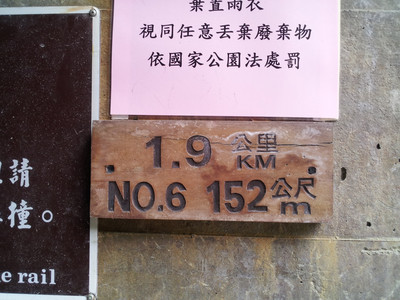 棄置雨衣
視同任意丟棄廢棄物
依國家公園法處罰
1.9 公里 KM
NO.6 152 公尺 m
請
撞。
e rail